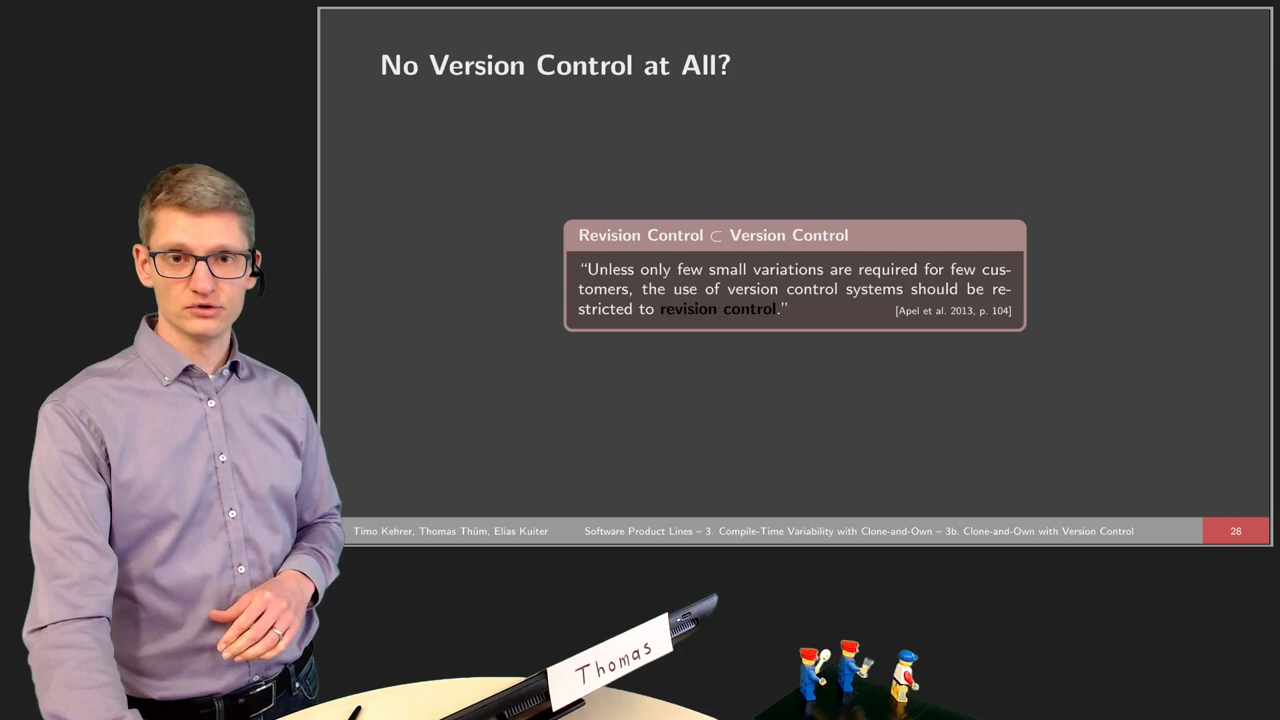 No Version Control at All?
Revision Control ⊂ Version Control
“Unless only few small variations are required for few cus-
tomers, the use of version control systems should be re-
stricted to revision control.”
[Apel et al. 2013, p. 104]
Timo Kehrer, Thomas Thüm, Elias Kuiter
Software Product Lines – 3. Compile-Time Variability with Clone-and-Own – 3b. Clone-and-Own with Version Control
28
Thomas